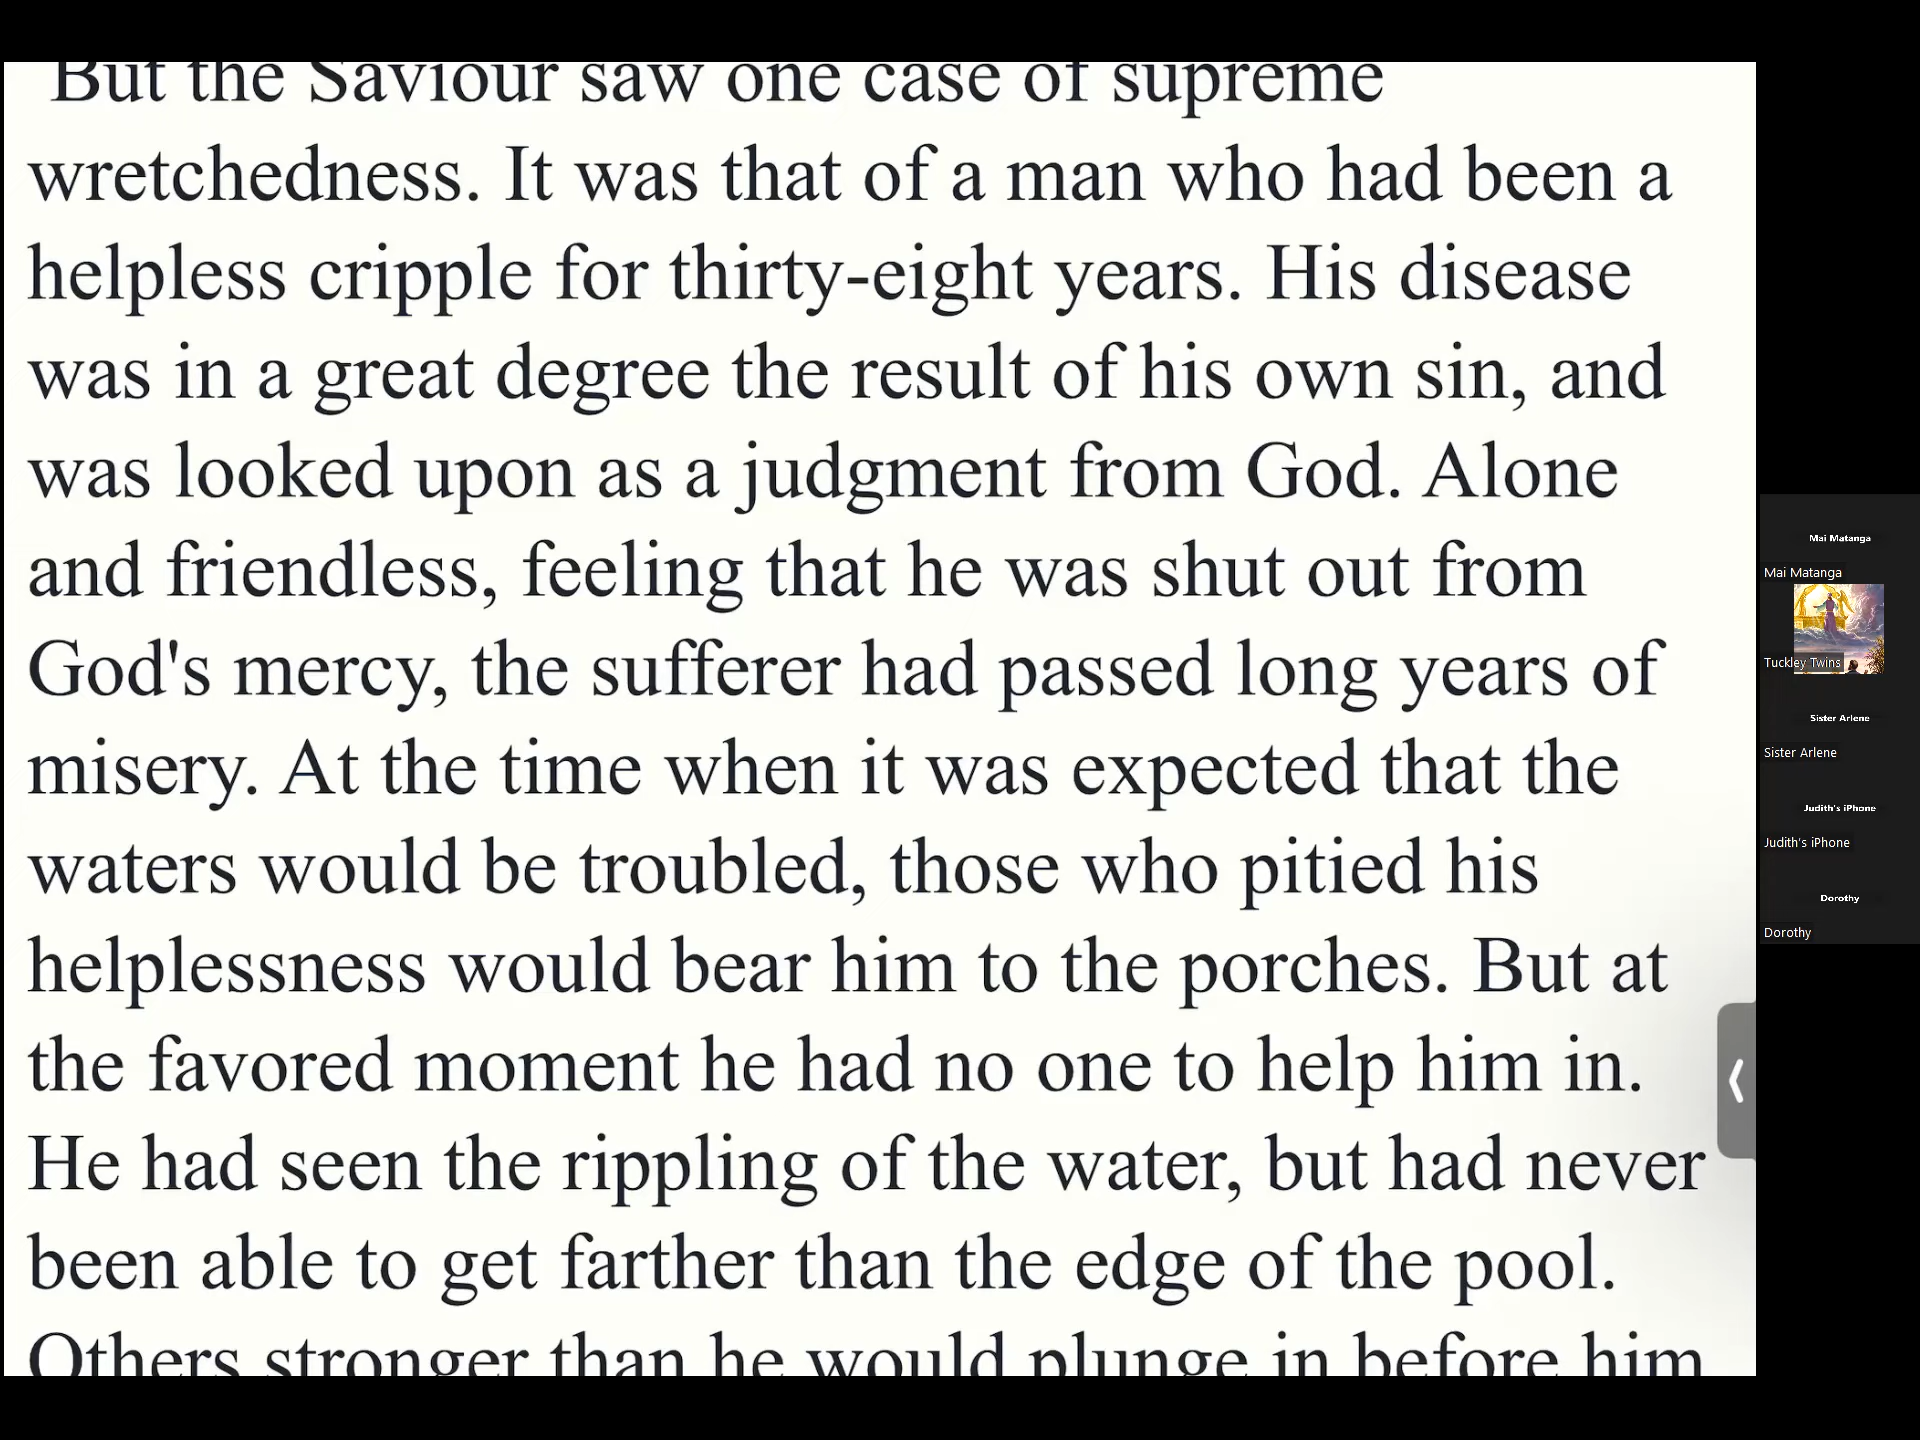 But the Saviour saw one case of supreme
wretchedness. It was that of a man who had been a
helpless cripple for thirty-eight years. His disease
was in a great degree the result of his own sin, and
was looked upon as a judgment from God. Alone
and friendless, feeling that he was shut out from
God's mercy, the sufferer had passed long years of
misery. At the time when it was expected that the
waters would be troubled, those who pitied his
helplessness would bear him to the porches. But at
the favored moment he had no one to help him in.
He had seen the rippling of the water, but had never
been able to get farther than the edge of the pool.
Others stronger than he would plunge in before him
Mai Matanga
Mai Matanga
Tuckley Twins
Sister Arlene
Sister Arlene
Judith's iPhone
Judith's iPhone
Dorothy
Dorothy